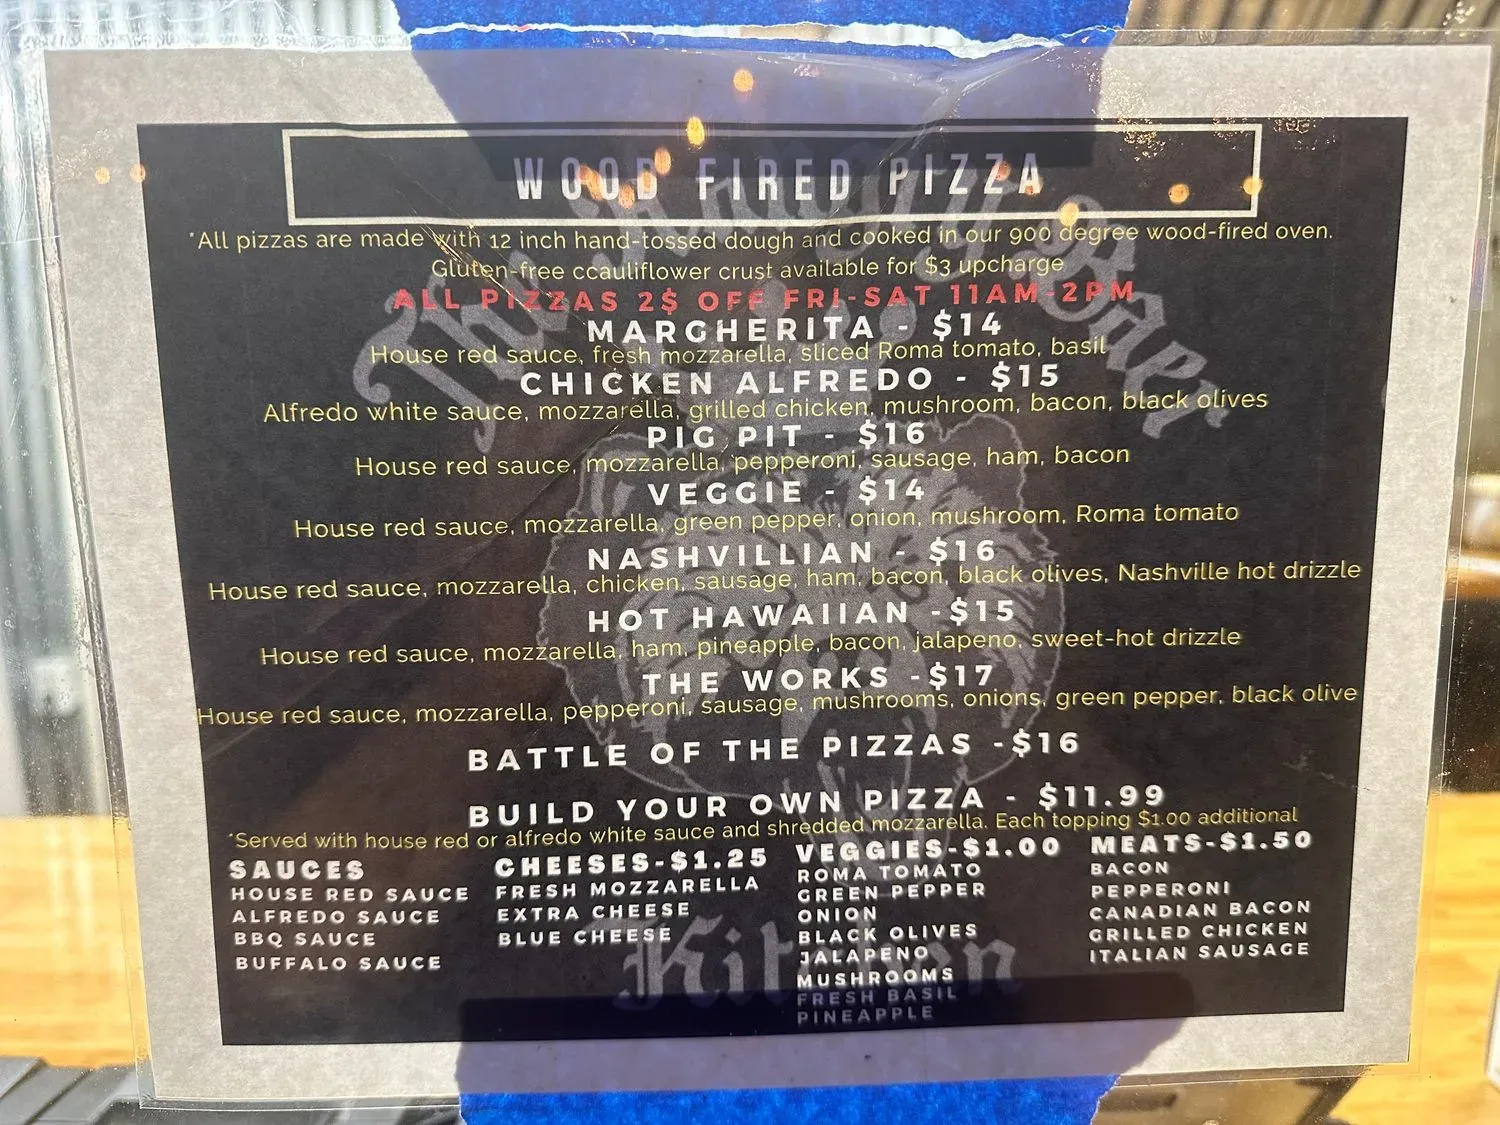 WOOD FIRED PIZZA
*All pizzas are made with 12 inch hand-tossed dough and cooked in our 900 degree wood-fired oven.
Gluten-free ccauliflower crust available for $3 upcharge
ALL PIZZAS 2$ OFF FRI-SAT 11AM-2PM
MARGHERITA - $14
House red sauce, fresh mozzarella, sliced Roma tomato, basil
CHICKEN ALFREDO - $15
Alfredo white sauce, mozzarella, grilled chicken, mushroom, bacon, black olives
PIG PIT - $16
House red sauce, mozzarella, pepperoni, sausage, ham, bacon
VEGGIE - $14
House red sauce, mozzarella, green pepper, onion, mushroom, Roma tomato
NASHVILLIAN - $16
House red sauce, mozzarella, chicken, sausage, ham, bacon, black olives, Nashville hot drizzle
HOT HAWAIIAN -$15
House red sauce, mozzarella, ham, pineapple, bacon, jalapeno, sweet-hot drizzle
THE WORKS -$17
House red sauce, mozzarella, pepperoni, sausage, mushrooms, onions, green pepper, black olive
BATTLE OF THE PIZZAS -$16
BUILD YOUR OWN PIZZA - $11.99
*Served with house red or alfredo white sauce and shredded mozzarella. Each topping $1.00 additional
SAUCES
HOUSE RED SAUCE
ALFREDO SAUCE
BBQ SAUCE
BUFFALO SAUCE
CHEESES-$1.25
FRESH MOZZARELLA
EXTRA CHEESE
BLUE CHEESE
VEGGIES-$1.00
ROMA TOMATO
GREEN PEPPER
ONION
BLACK OLIVES
JALAPENO
MUSHROOMS
FRESH BASIL
PINEAPPLE
MEATS-$1.50
BACON
PEPPERONI
CANADIAN BACON
GRILLED CHICKEN
ITALIAN SAUSAGE
The
Kitchen